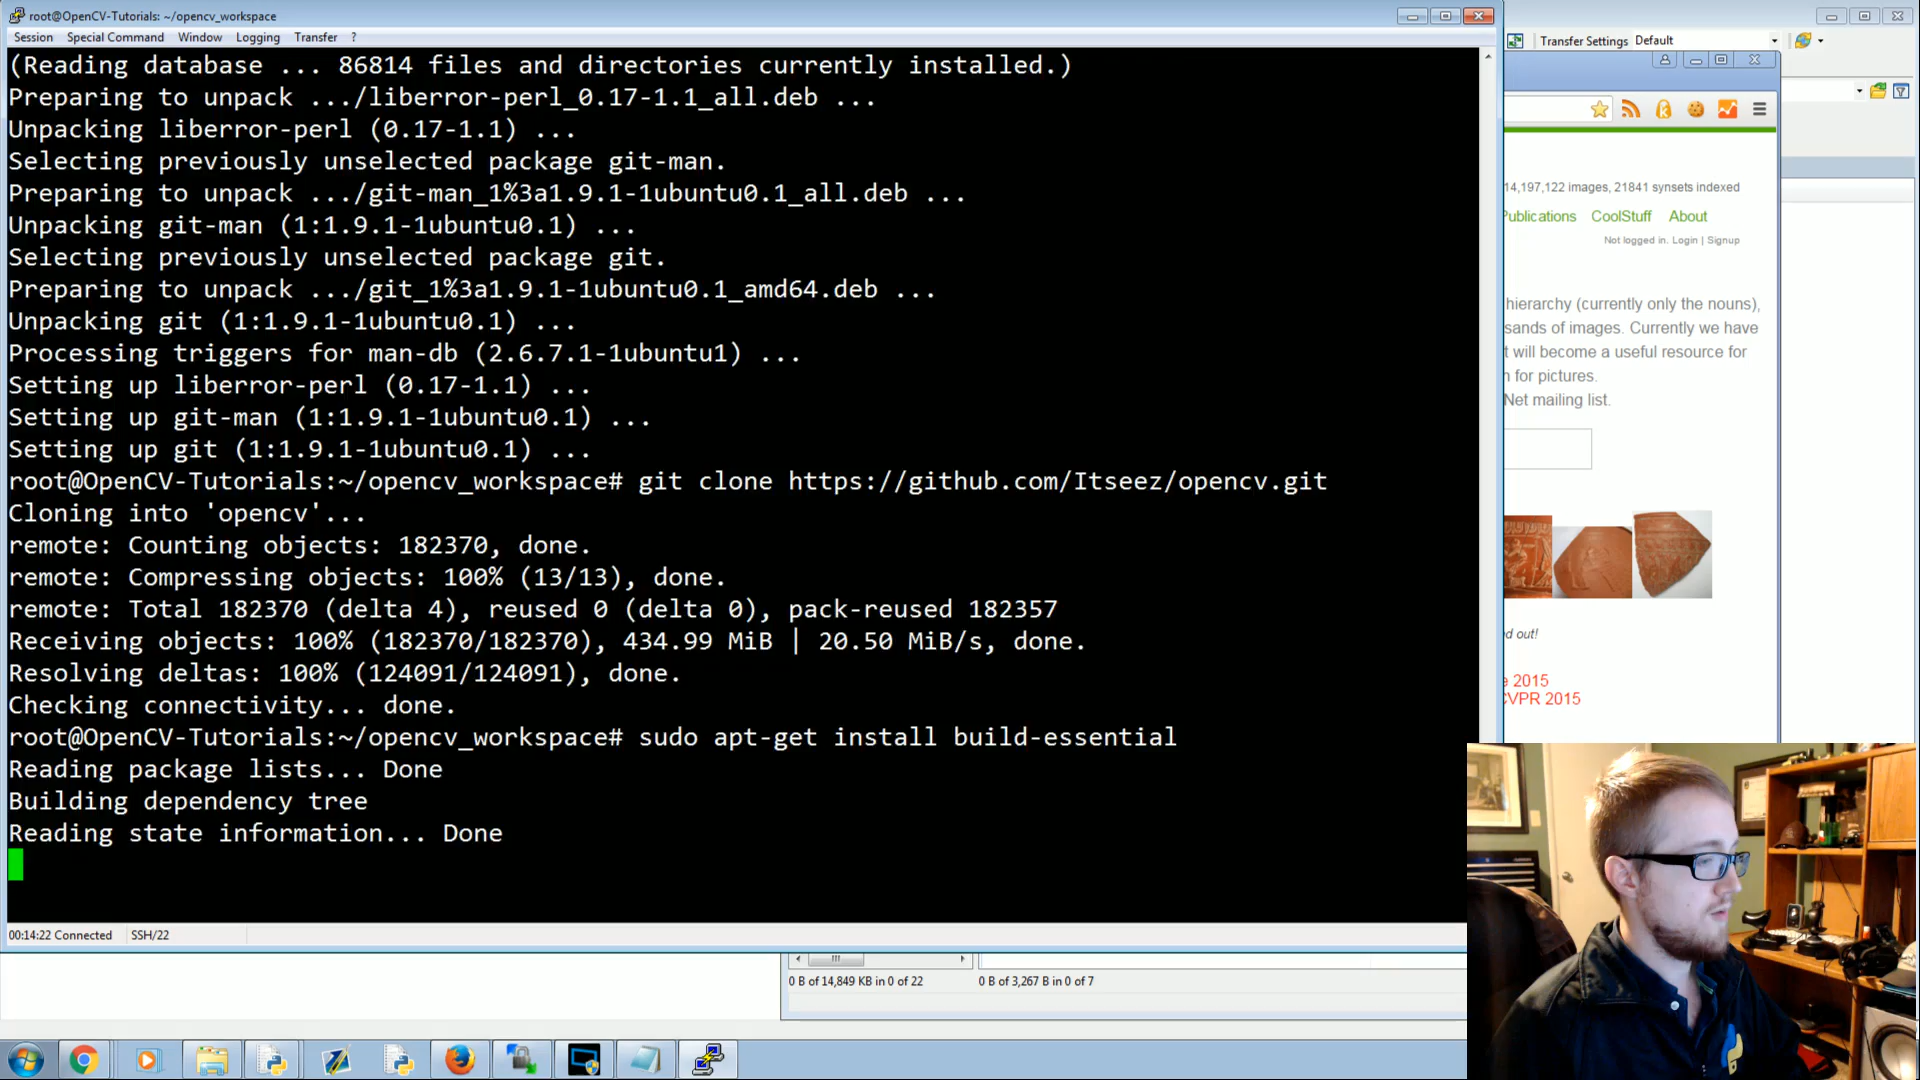 root@OpenCV-Tutorials: ~/opencv_workspace
Session Special Command Window Logging Transfer ?
(Reading database ... 86814 files and directories currently installed.)
Preparing to unpack .../liberror-perl_0.17-1.1_all.deb ...
Unpacking liberror-perl (0.17-1.1) ...
Selecting previously unselected package git-man.
Preparing to unpack .../git-man_1%3a1.9.1-1ubuntu0.1_all.deb ...
Unpacking git-man (1:1.9.1-1ubuntu0.1) ...
Selecting previously unselected package git.
Preparing to unpack .../git_1%3a1.9.1-1ubuntu0.1_amd64.deb ...
Unpacking git (1:1.9.1-1ubuntu0.1) ...
Processing triggers for man-db (2.6.7.1-1ubuntu1) ...
Setting up liberror-perl (0.17-1.1) ...
Setting up git-man (1:1.9.1-1ubuntu0.1) ...
Setting up git (1:1.9.1-1ubuntu0.1) ...
root@OpenCV-Tutorials:~/opencv_workspace# git clone https://github.com/Itseez/opencv.git
Cloning into 'opencv'...
remote: Counting objects: 182370, done.
remote: Compressing objects: 100% (13/13), done.
remote: Total 182370 (delta 4), reused 0 (delta 0), pack-reused 182357
Receiving objects: 100% (182370/182370), 434.99 MiB | 20.50 MiB/s, done.
Resolving deltas: 100% (124091/124091), done.
Checking connectivity... done.
root@OpenCV-Tutorials:~/opencv_workspace# sudo apt-get install build-essential
Reading package lists... Done
Building dependency tree
Reading state information... Done
00:14:22 Connected SSH/22
0 B of 14,849 KB in 0 of 22 0 B of 3,267 B in 0 of 7
Transfer Settings Default
14,197,122 images, 21841 synsets indexed
Publications CoolStuff About
Not logged in. Login | Signup
hierarchy (currently only the nouns),
sands of images. Currently we have
t will become a useful resource for
n for pictures.
Net mailing list.
d out!
e 2015
CVPR 2015